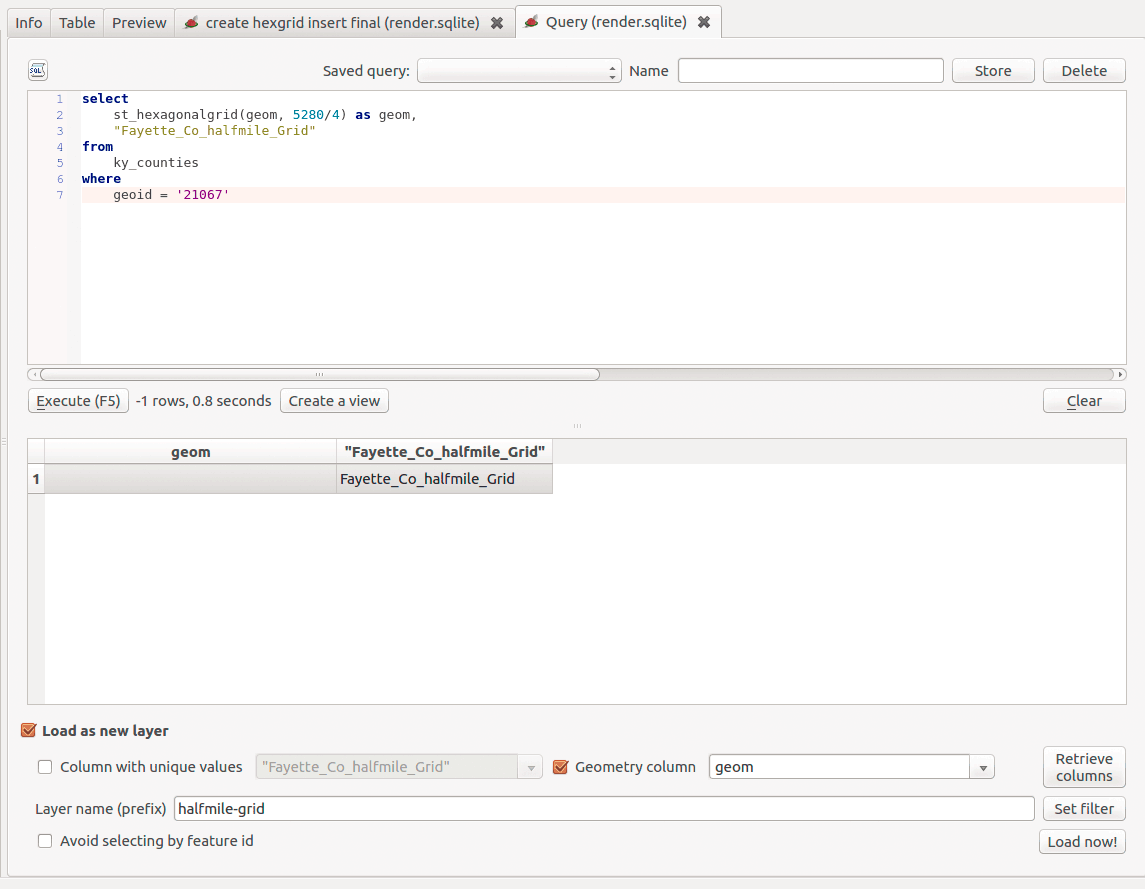 Info Table Preview create hexgrid insert final (render.sqlite) Query (render.sqlite)
SQL Saved query: Name Store Delete
1 select
2 st_hexagonalgrid(geom, 5280/4) as geom,
3 "Fayette_Co_halfmile_Grid"
4 from
5 ky_counties
6 where
7 geoid = '21067'
Execute (F5) -1 rows, 0.8 seconds Create a view Clear
geom "Fayette_Co_halfmile_Grid"
1 Fayette_Co_halfmile_Grid
Load as new layer
Column with unique values "Fayette_Co_halfmile_Grid" Geometry column geom Retrieve
columns
Layer name (prefix) halfmile-grid Set filter
Avoid selecting by feature id Load now!